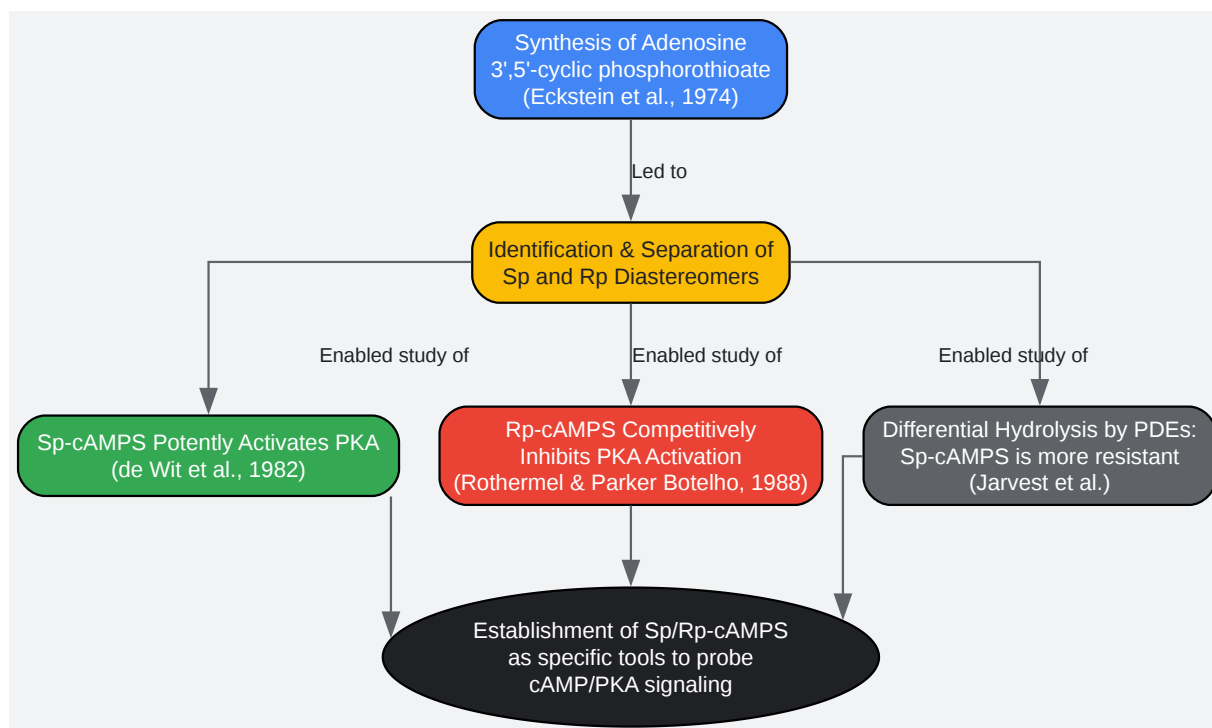 Synthesis of Adenosine
3',5'-cyclic phosphorothioate
(Eckstein et al., 1974)
Led to
Identification & Separation of
Sp and Rp Diastereomers
Enabled study of
Enabled study of
Enabled study of
Sp-cAMPS Potently Activates PKA
(de Wit et al., 1982)
Rp-cAMPS Competitively
Inhibits PKA Activation
(Rothermel & Parker Botelho, 1988)
Differential Hydrolysis by PDEs:
Sp-cAMPS is more resistant
(Jarvest et al.)
Establishment of Sp/Rp-cAMPS
as specific tools to probe
cAMP/PKA signaling